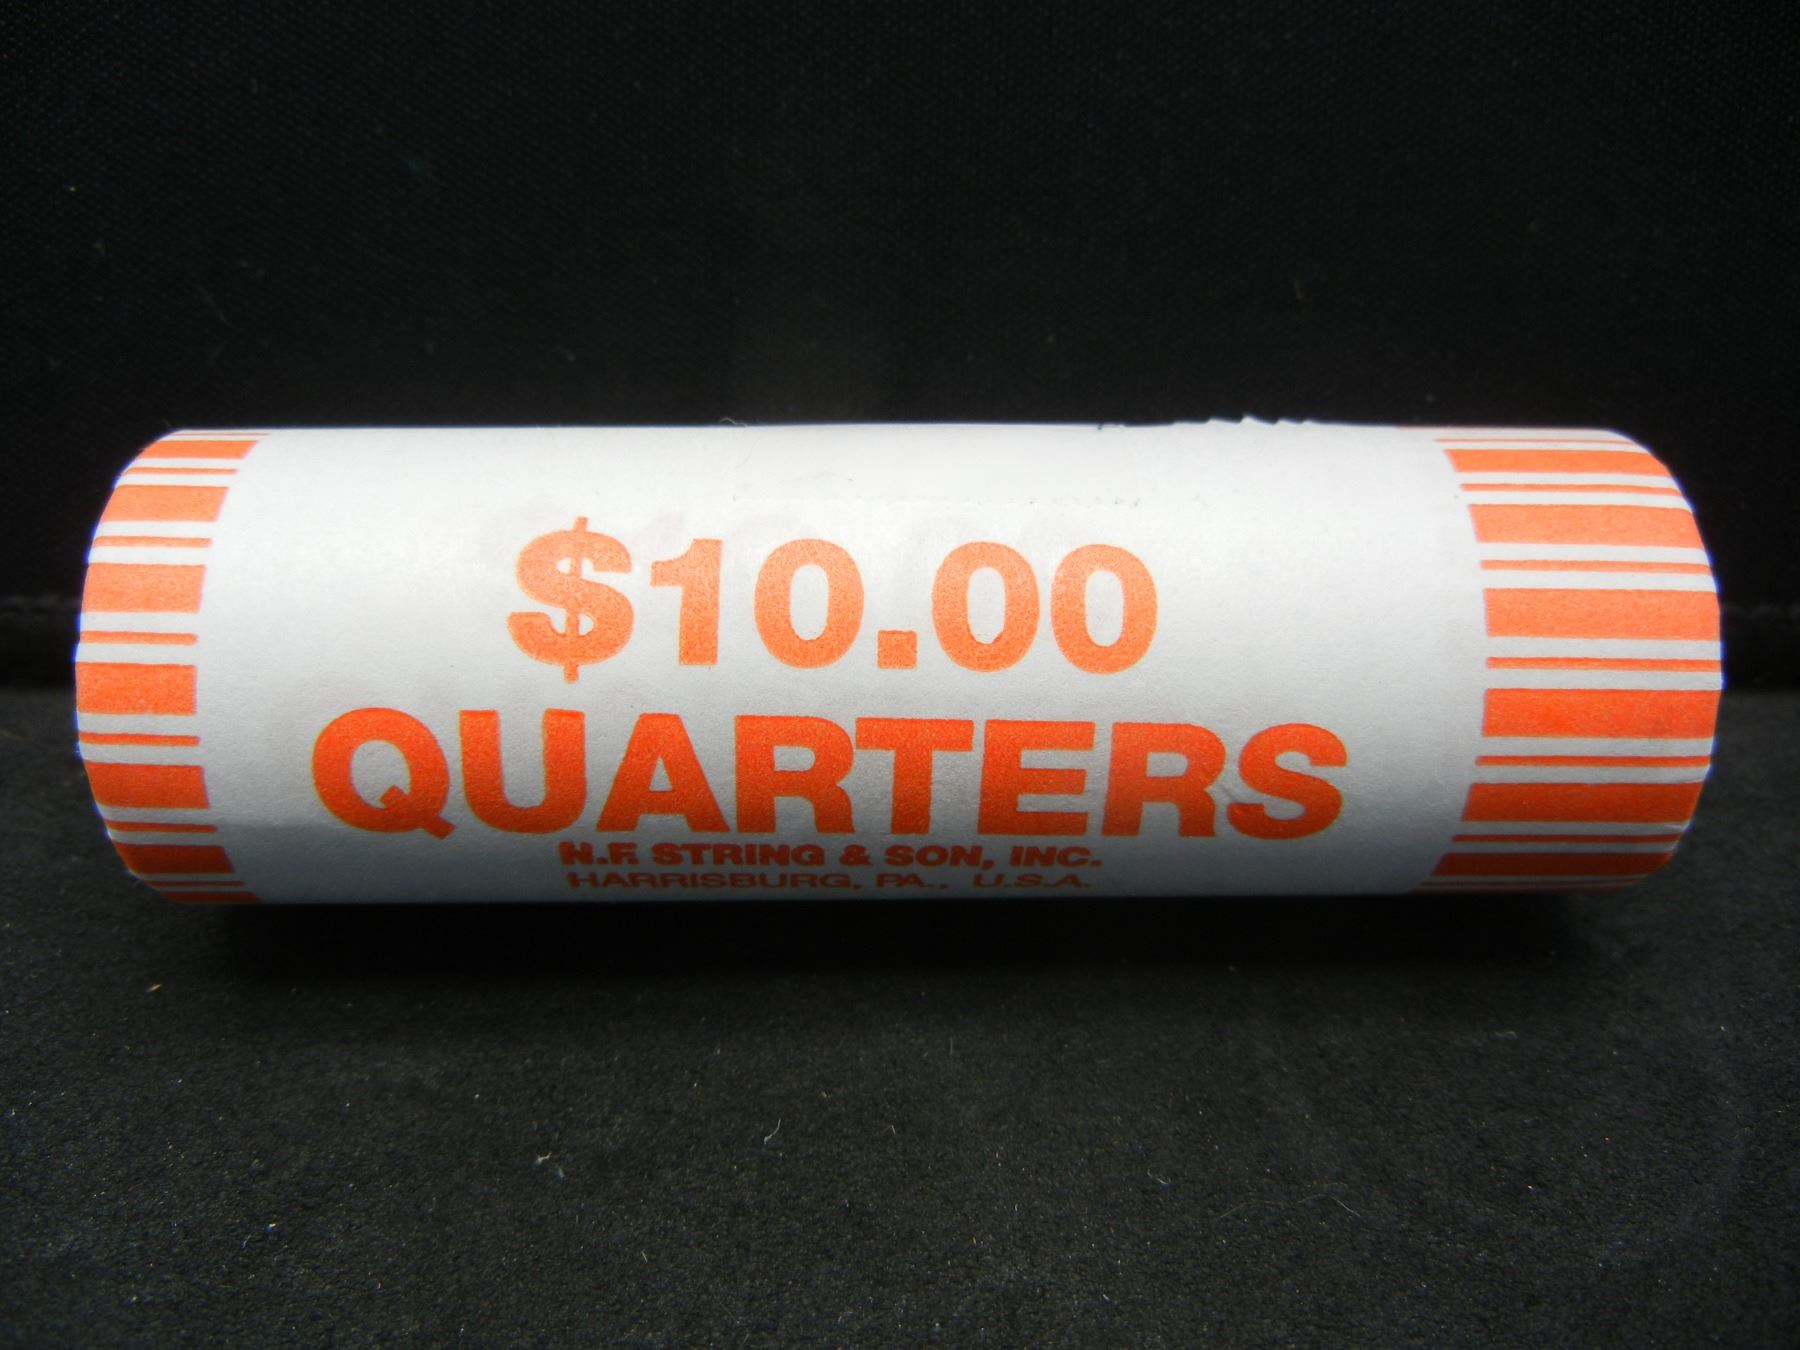 $10.00
QUARTERS
N.F. STRING & SON, INC.
HARRISBURG, PA., U.S.A.